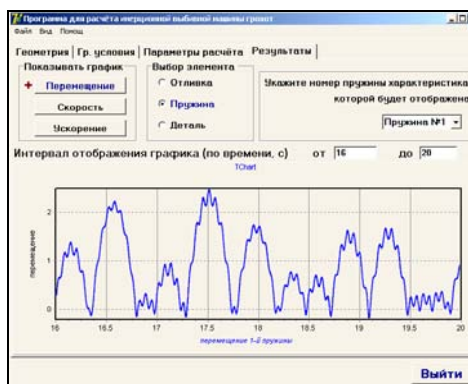 Программа для расчёта инерционной выбивной машины грохот
Файл Вид Помощ
Геометрия Гр. условия Параметры расчёта Результаты
Показывать график
Перемещение
Скорость
Ускорение
Выбор элемента
Отливка
Пружина
Деталь
Укажите номер пружины характеристика
которой будет отображена
Пружина №1
Интервал отображения графика (по времени, с) от 16 до 20
TChart
перемещение
2
1
0
16 16.5 17 17.5 18 18.5 19 19.5 20
перемещение 1-й пружины
Выйти